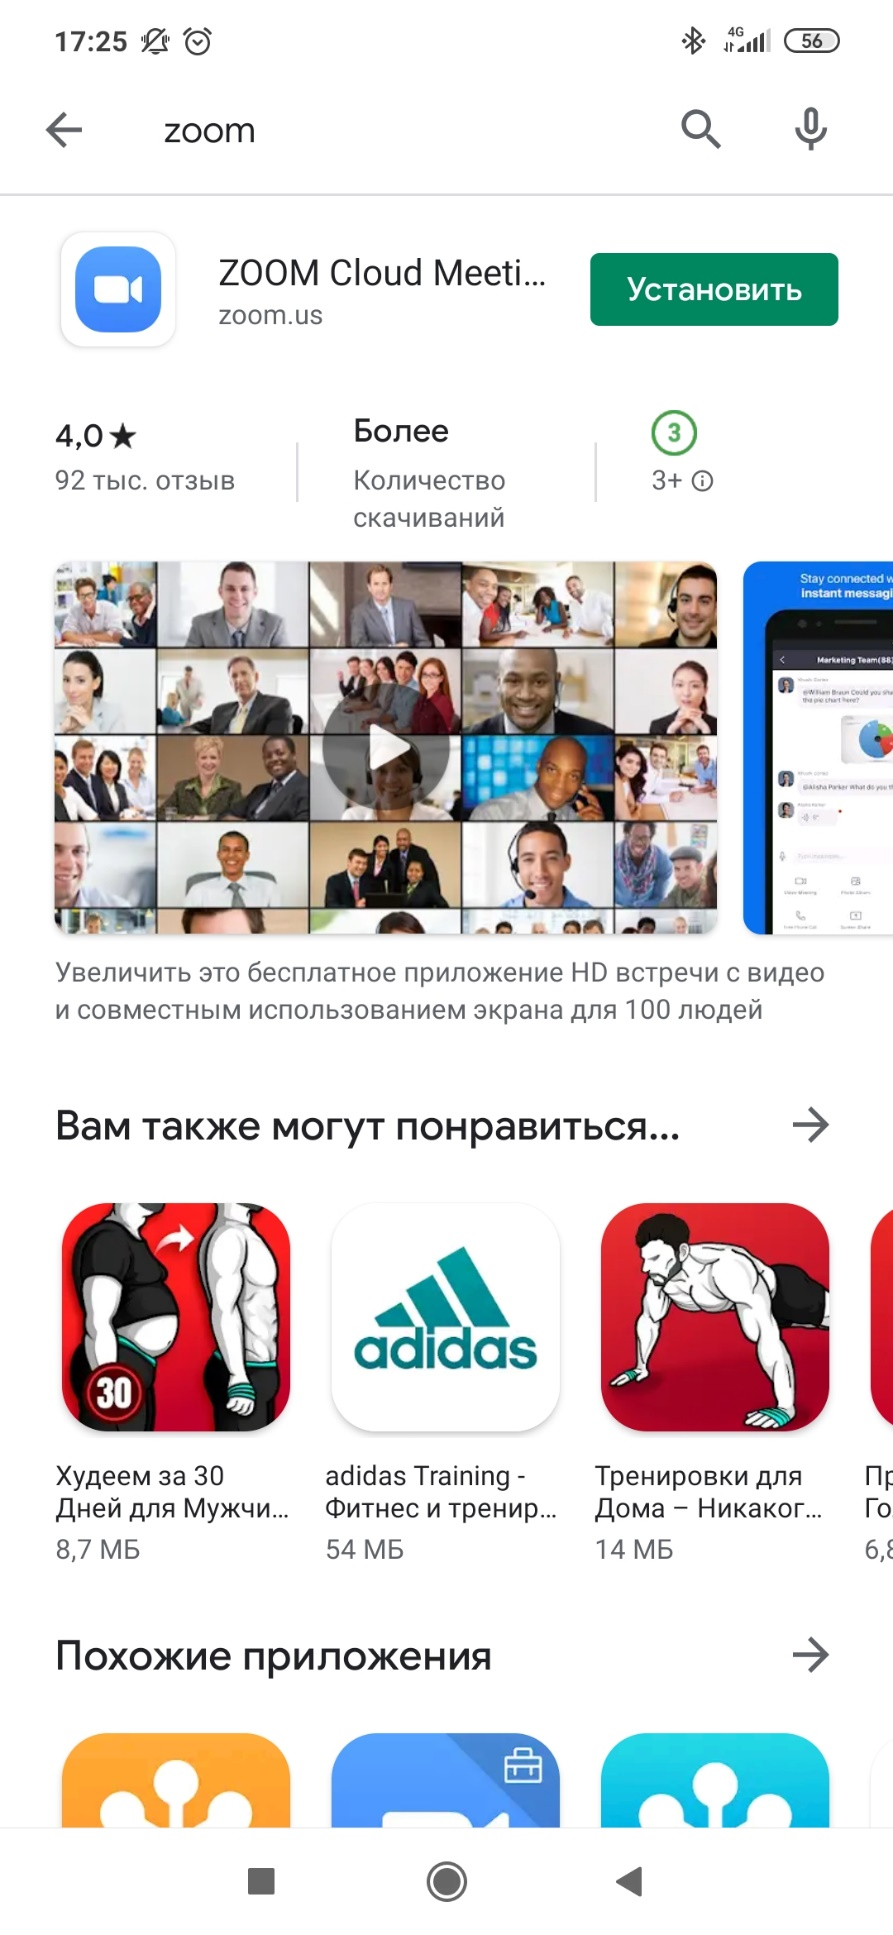 17:25
4G
56
zoom
ZOOM Cloud Meeti...
zoom.us
Установить
4,0★
92 тыс. отзыв
Более
Количество
скачиваний
3
3+
Stay connected w
instant messagi
Marketing Team(88
Увеличить это бесплатное приложение HD встречи с видео
и совместным использованием экрана для 100 людей
Вам также могут понравиться...
30
adidas
Худеем за 30
Дней для Мужчи...
8,7 МБ
adidas Training -
Фитнес и тренир...
54 МБ
Тренировки для
Дома – Никаког...
14 МБ
Пр
Го
6,8
Похожие приложения